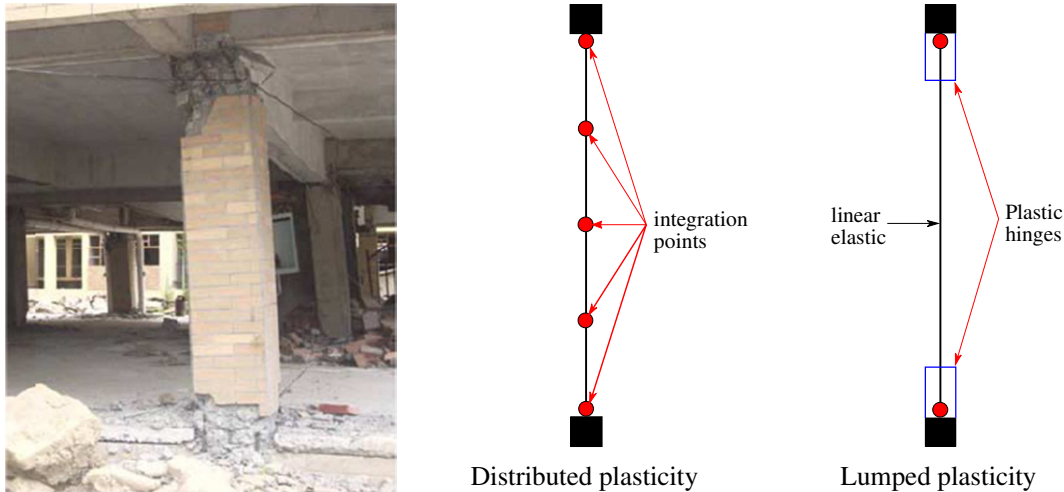 integration
points
linear
elastic
Plastic
hinges
Distributed plasticity
Lumped plasticity